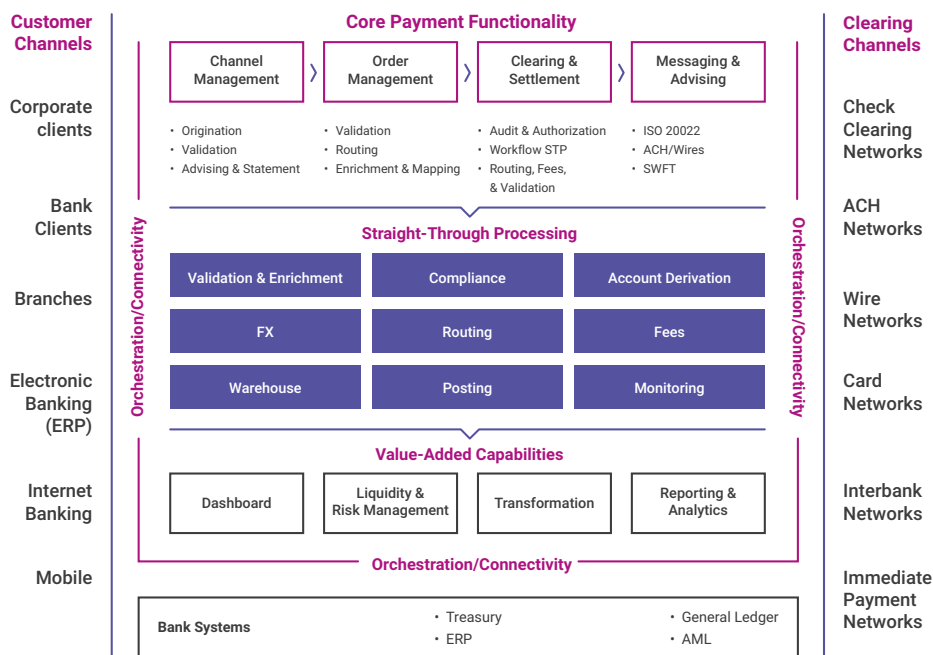 Customer
Channels
Corporate
clients
Bank
Clients
Branches
Electronic
Banking
(ERP)
Internet
Banking
Mobile
Core Payment Functionality
Channel
Management
Order
Management
Clearing &
Settlement
Messaging &
Advising
• Origination
• Validation
• Advising & Statement
• Validation
• Routing
• Enrichment & Mapping
• Audit & Authorization
• Workflow STP
• Routing, Fees,
& Validation
• ISO 20022
• ACH/Wires
• SWFT
Orchestration/Connectivity
Straight-Through Processing
Validation & Enrichment
Compliance
Account Derivation
FX
Routing
Fees
Warehouse
Posting
Monitoring
Orchestration/Connectivity
Value-Added Capabilities
Dashboard
Liquidity &
Risk Management
Transformation
Reporting &
Analytics
Orchestration/Connectivity
Bank Systems
• Treasury
• ERP
• General Ledger
• AML
Clearing
Channels
Check
Clearing
Networks
ACH
Networks
Wire
Networks
Card
Networks
Interbank
Networks
Immediate
Payment
Networks